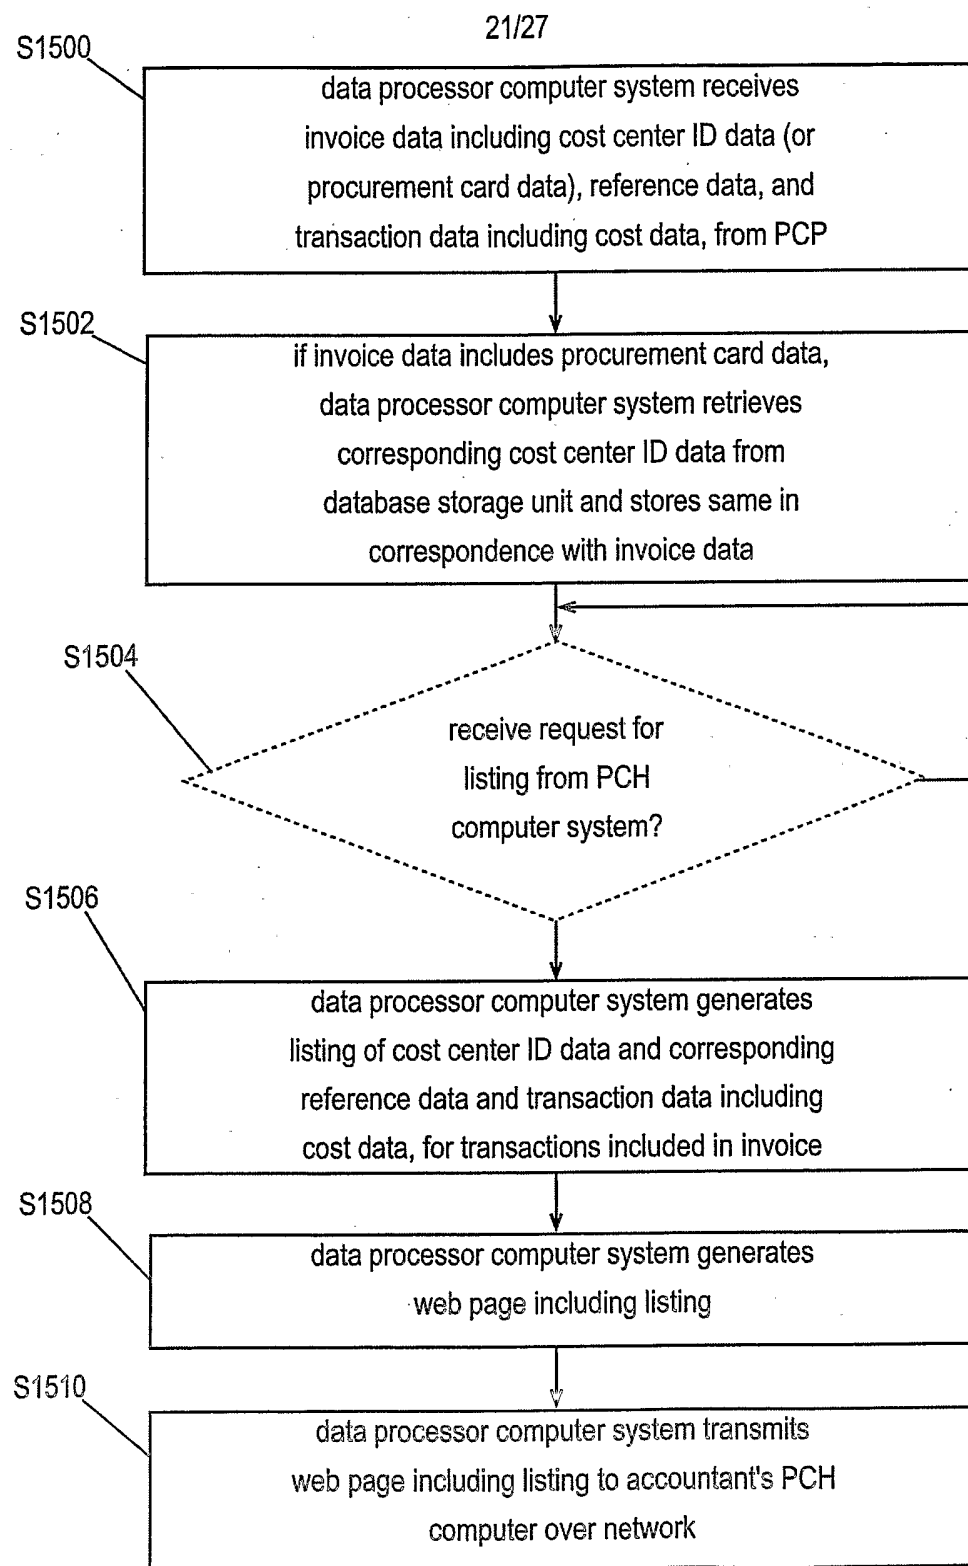 21/27
S1500
data processor computer system receives
invoice data including cost center ID data (or
procurement card data), reference data, and
transaction data including cost data, from PCP
S1502
if invoice data includes procurement card data,
data processor computer system retrieves
corresponding cost center ID data from
database storage unit and stores same in
correspondence with invoice data
S1504
receive request for
listing from PCH
computer system?
S1506
data processor computer system generates
listing of cost center ID data and corresponding
reference data and transaction data including
cost data, for transactions included in invoice
S1508
data processor computer system generates
web page including listing
S1510
data processor computer system transmits
web page including listing to accountant's PCH
computer over network